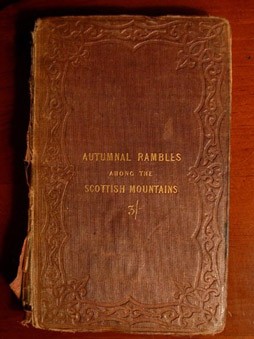 AUTUMNAL RAMBLES
AMONG THE
SCOTTISH MOUNTAINS
3/-